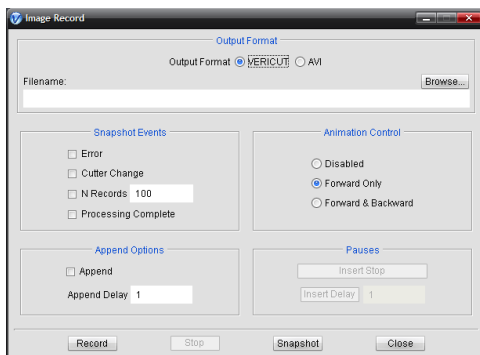 Image Record
Output Format
Output Format VERICUT AVI
Filename: Browse...
Snapshot Events
Error
Cutter Change
N Records 100
Processing Complete
Animation Control
Disabled
Forward Only
Forward & Backward
Append Options
Append
Append Delay 1
Pauses
Insert Stop
Insert Delay 1
Record Stop Snapshot Close